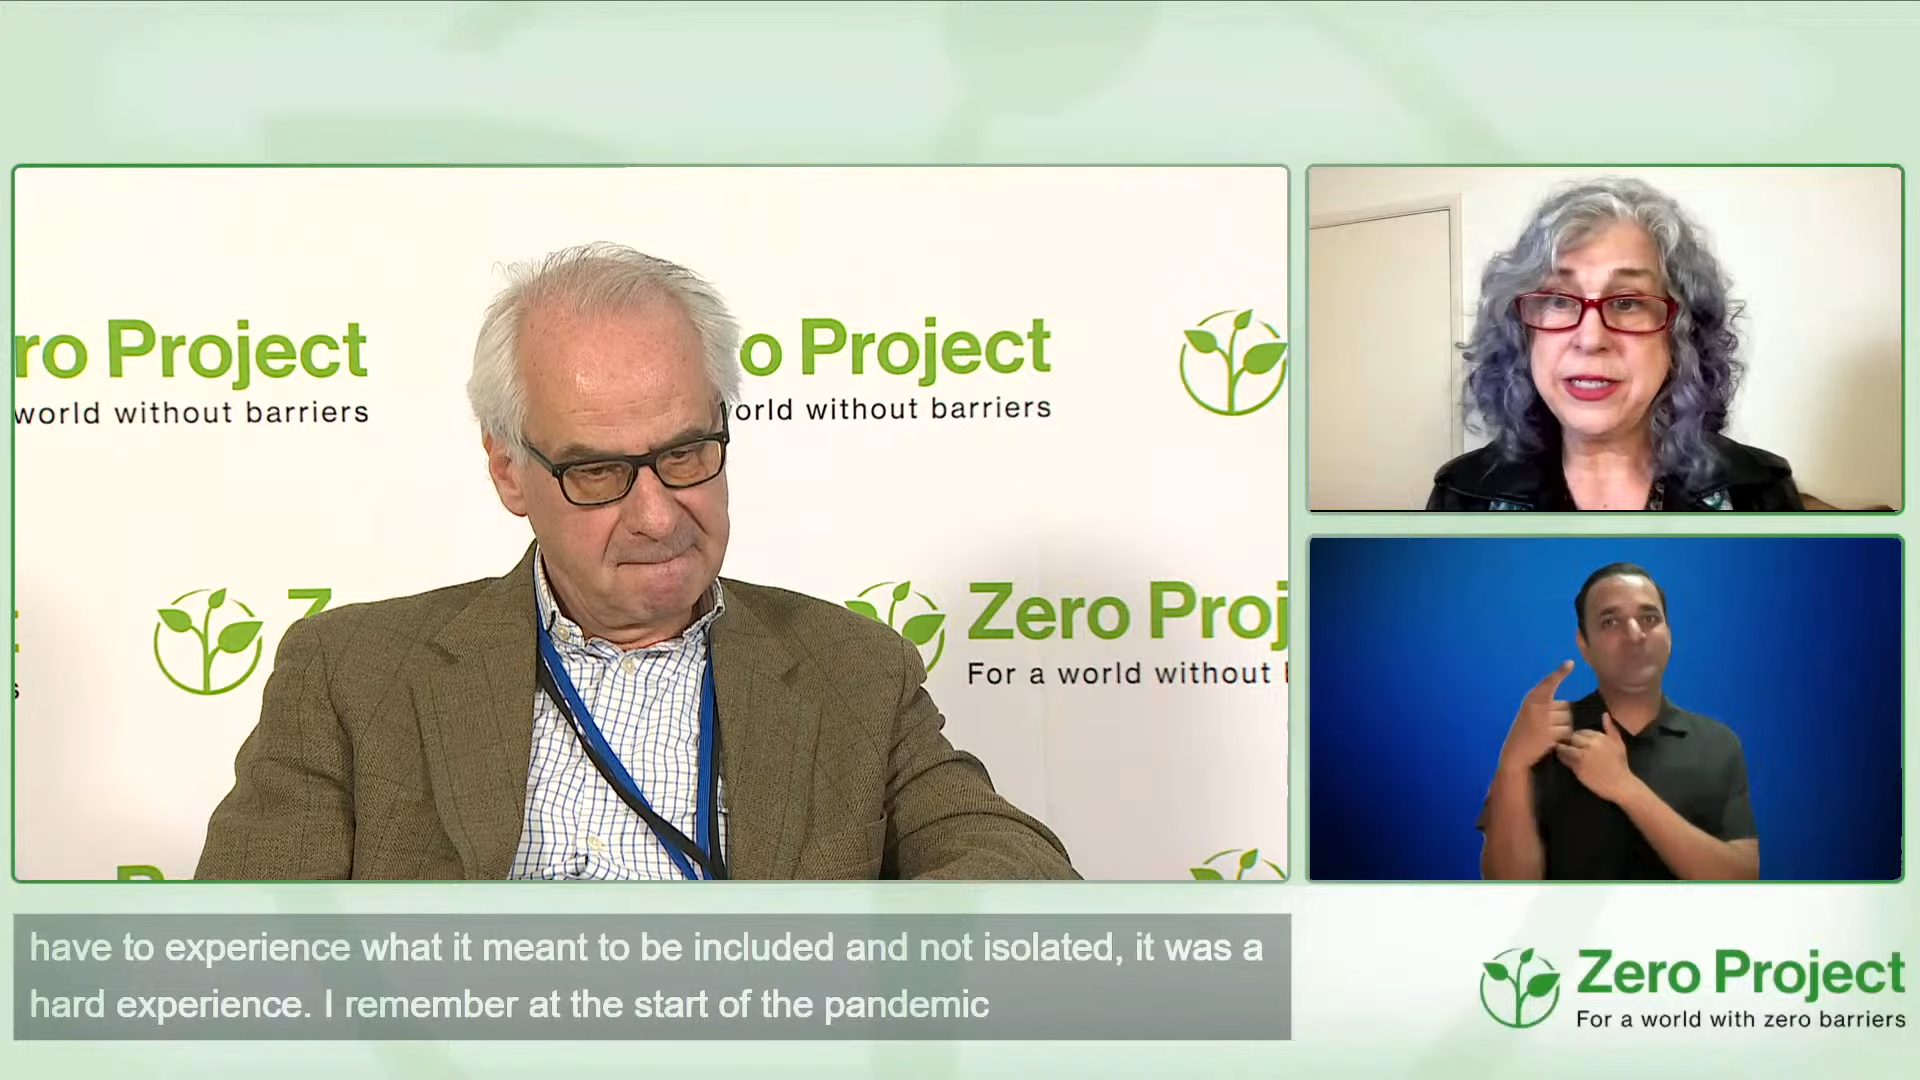 ro Project
world without barriers
o Project
world without barriers
Zero Proj
For a world without
have to experience what it meant to be included and not isolated, it was a
hard experience. I remember at the start of the pandemic
Zero Project
For a world with zero barriers